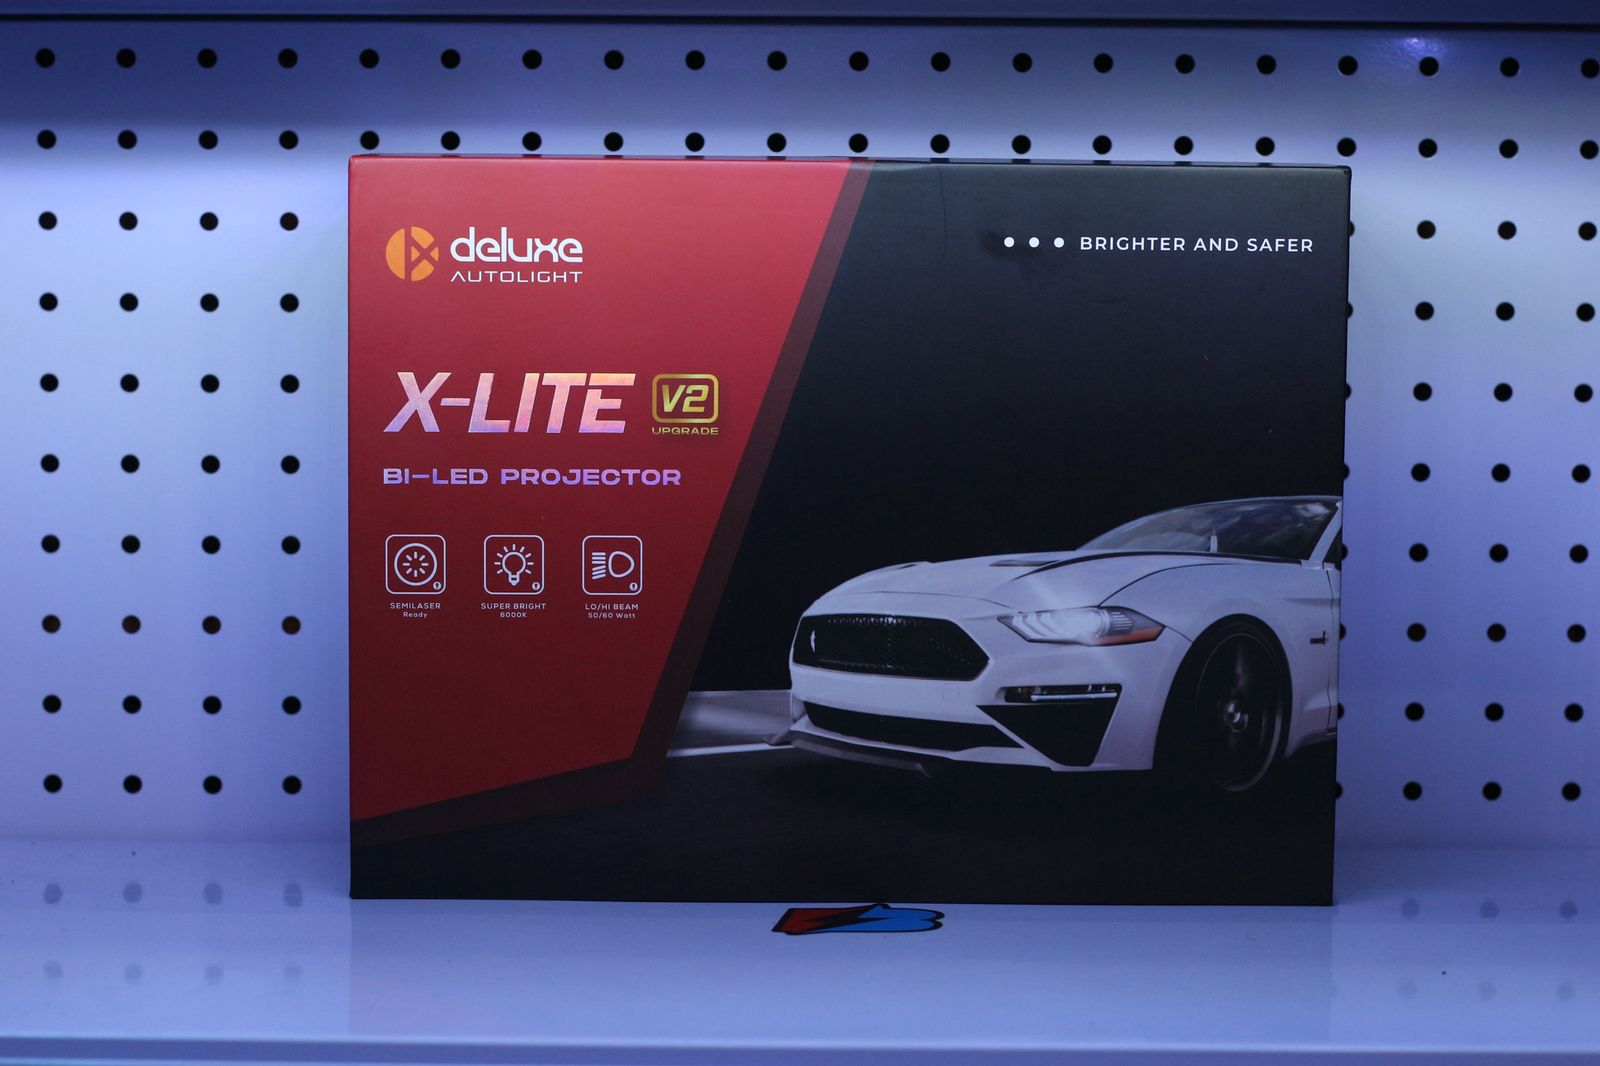 deluxe
AUTOLIGHT
BRIGHTER AND SAFER
X-LITE V2
UPGRADE
BI-LED PROJECTOR
SEMILASER
Ready
SUPER BRIGHT
6000K
LO/HI BEAM
50/60 Watt